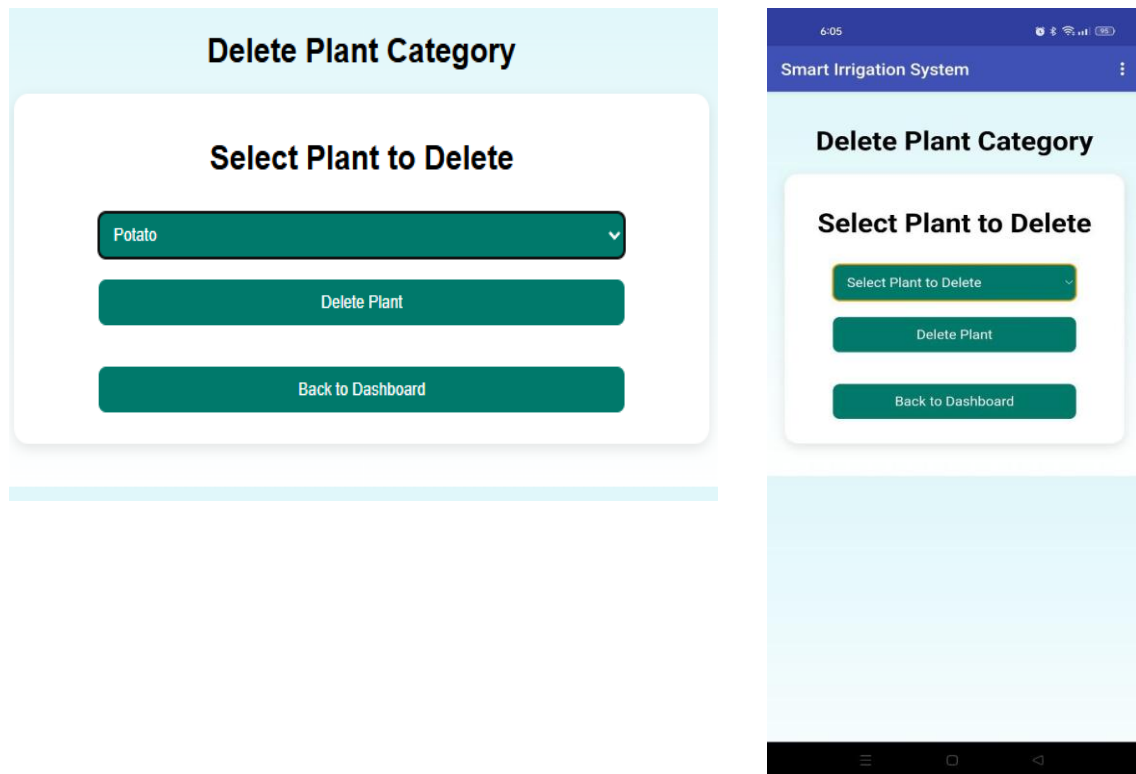 Delete Plant Category
Select Plant to Delete
Potato
Delete Plant
Back to Dashboard
6:05
95
Smart Irrigation System
Delete Plant Category
Select Plant to Delete
Select Plant to Delete
Delete Plant
Back to Dashboard